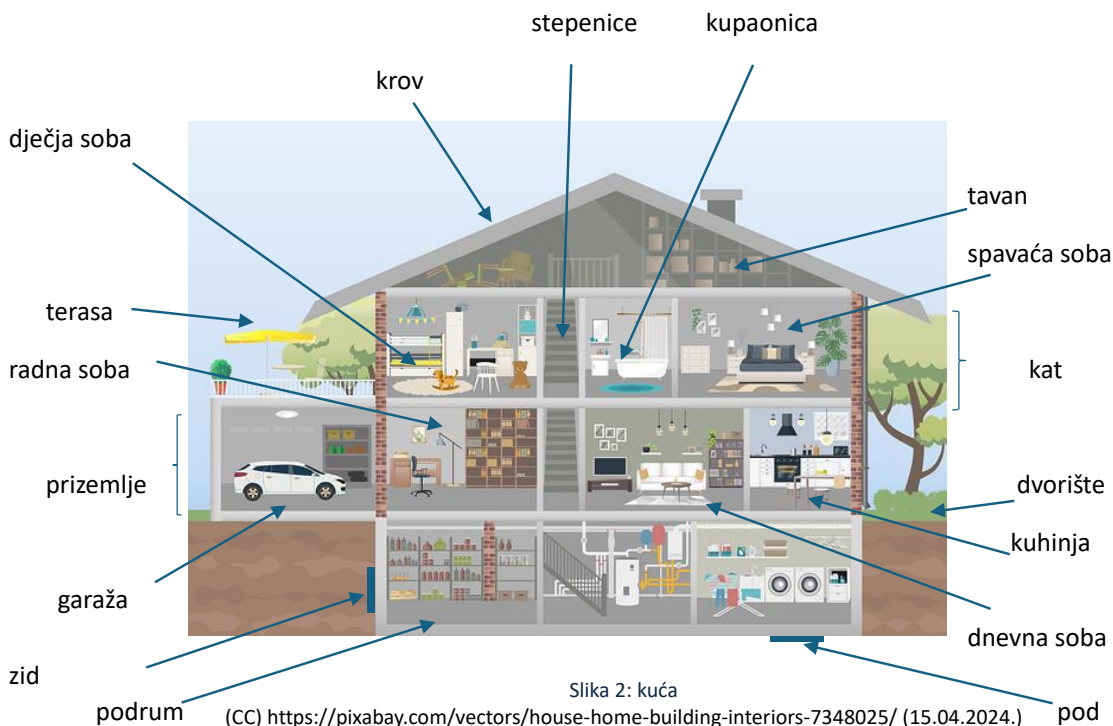 stepenice
kupaonica
krov
dječja soba
tavan
spavaća soba
terasa
radna soba
kat
prizemlje
dvorište
kuhinja
garaža
dnevna soba
zid
podrum
pod
Slika 2: kuća
(CC) https://pixabay.com/vectors/house-home-building-interiors-7348025/ (15.04.2024.)